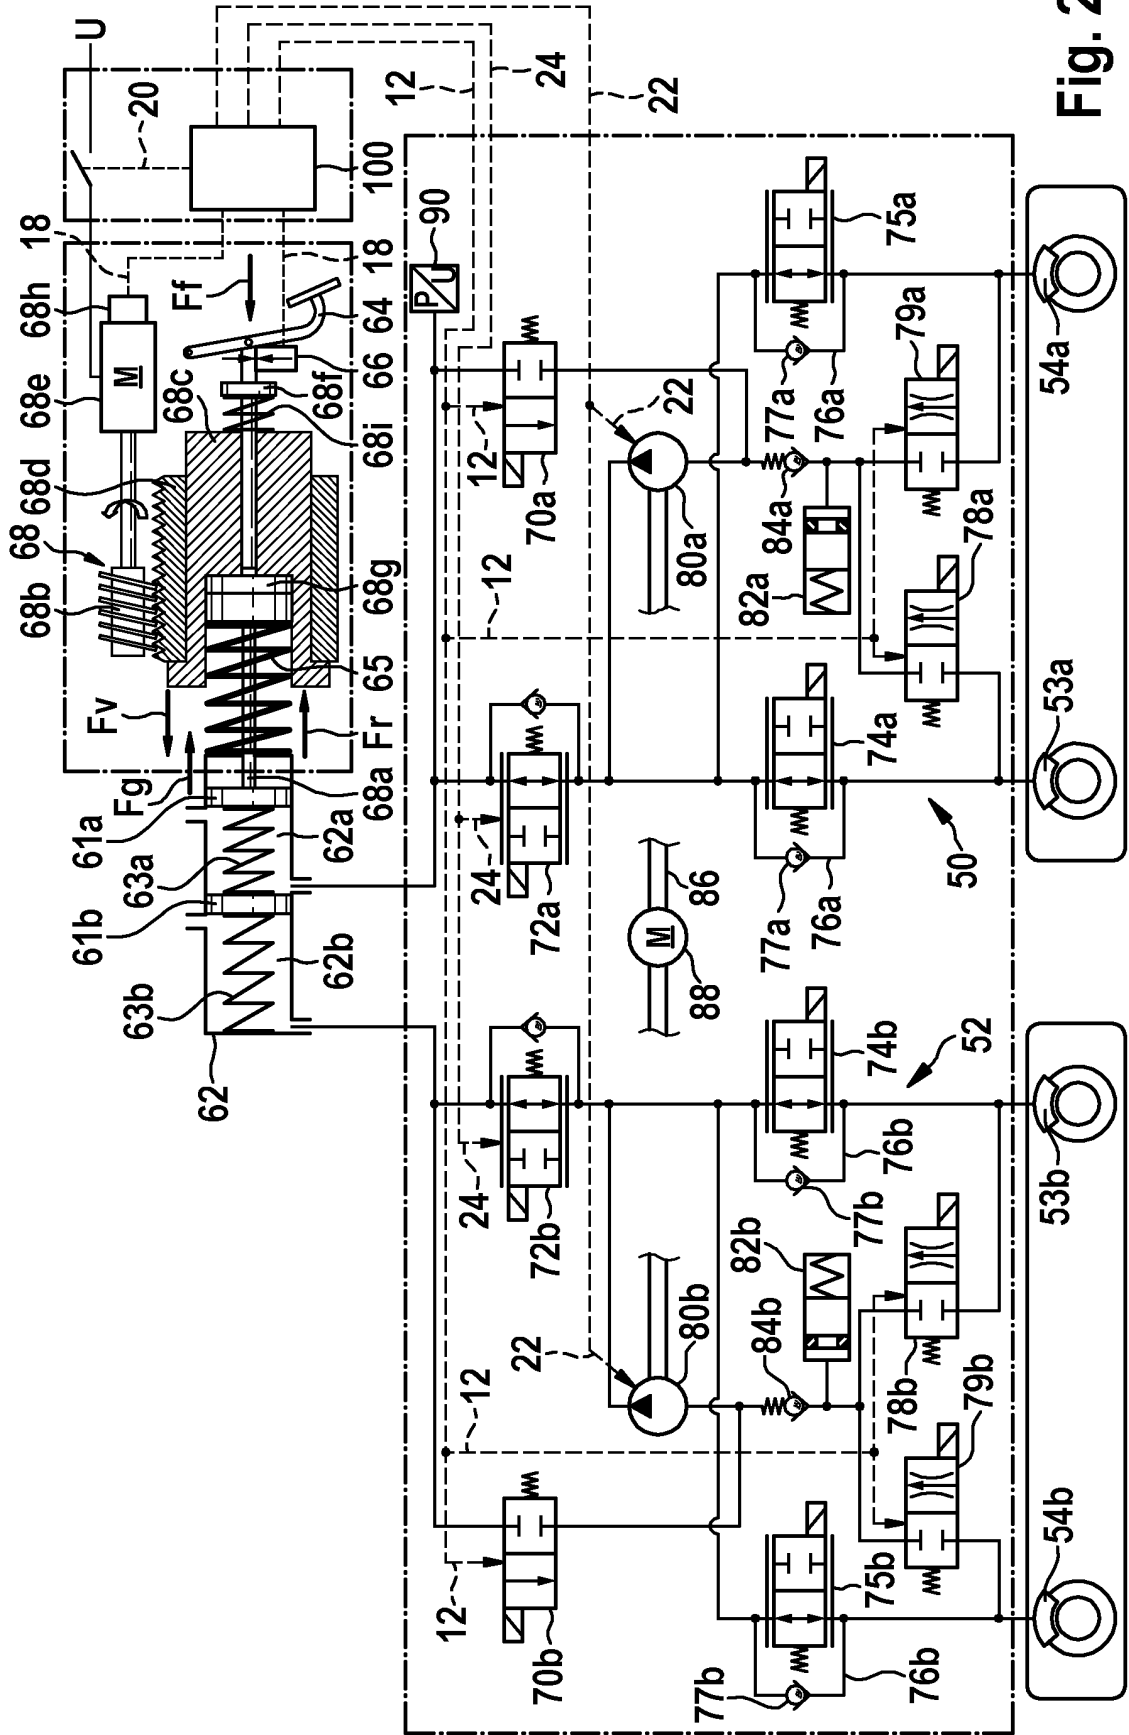 Fig. 2
U
20
100
12
24
22
18
68h
68e
M
68c
Ff
18
64
66
68f
68i
68d
68
68b
68g
65
Fv
Fr
Fg
68a
61a
63a
62a
61b
62b
63b
62
P
U
90
12
70a
22
80a
84a
82a
77a
76a
75a
79a
78a
54a
12
24
72a
74a
77a
76a
53a
50
86
M
88
24
72b
74b
52
76b
77b
53b
22
80b
82b
84b
78b
79b
12
12
70b
75b
77b
76b
54b